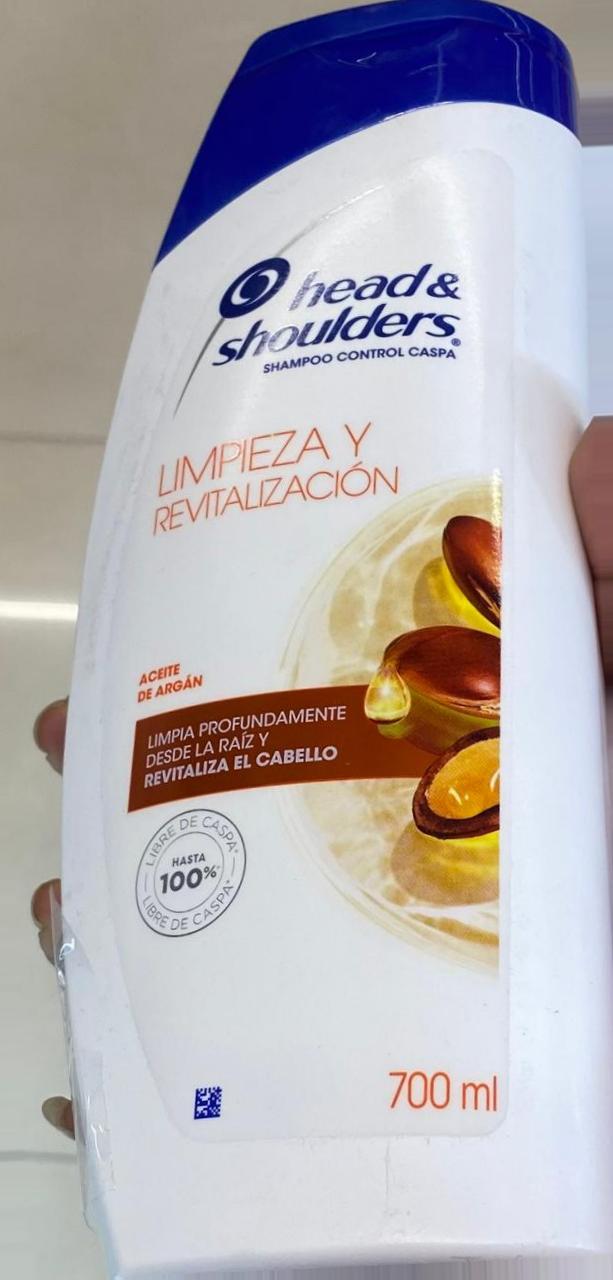 head &
shoulders®
SHAMPOO CONTROL CASPA
LIMPIEZA Y
REVITALIZACIÓN
ACEITE
DE ARGÁN
LIMPIA PROFUNDAMENTE
DESDE LA RAÍZ Y
REVITALIZA EL CABELLO
LIBRE DE CASPA*
HASTA
100%*
LIBRE DE CASPA*
700 ml